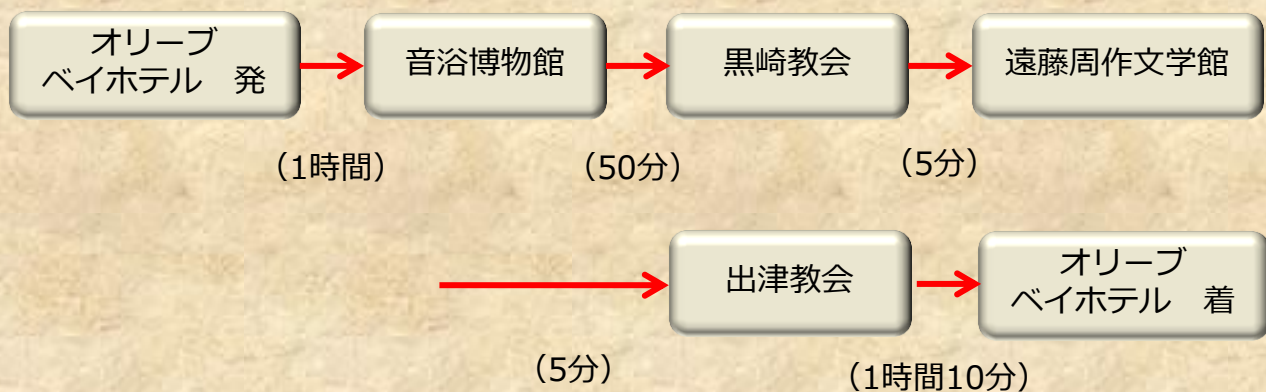 オリーブ
ベイホテル　発
音浴博物館
黒崎教会
遠藤周作文学館
（1時間）
（50分）
（5分）
出津教会
オリーブ
ベイホテル　着
（5分）
（1時間10分）